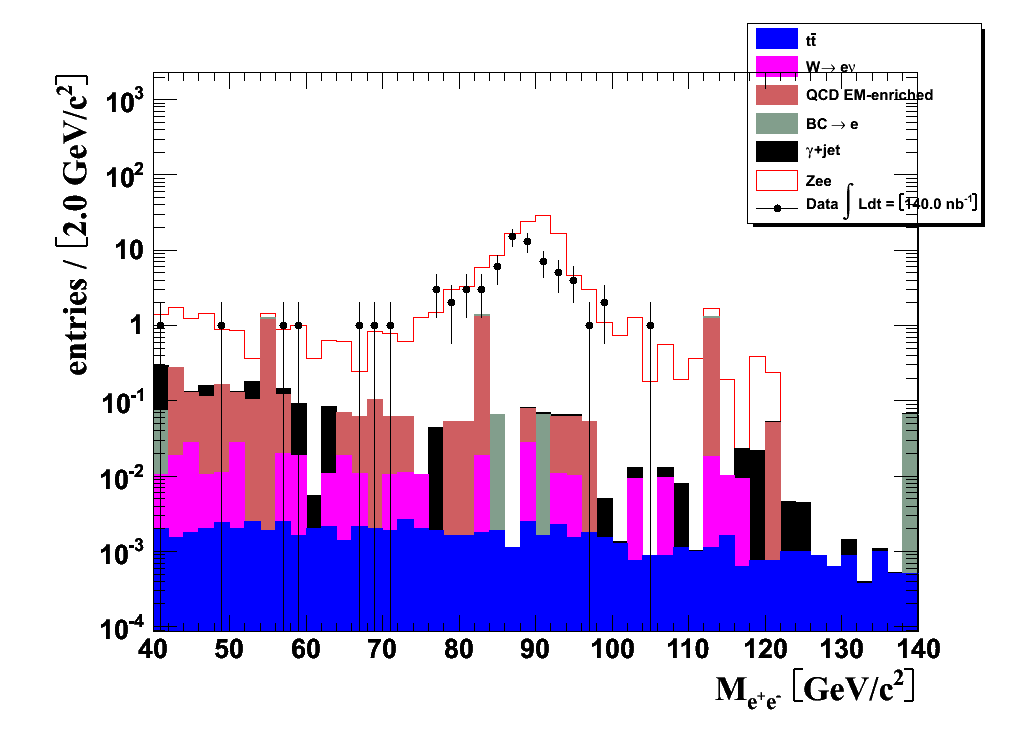 tt̄
W→ eν
QCD EM-enriched
BC → e
γ+jet
Zee
Data ∫ Ldt = [140.0 nb⁻¹]
entries / [2.0 GeV/c²]
10³
10²
10
1
10⁻¹
10⁻²
10⁻³
10⁻⁴
40 50 60 70 80 90 100 110 120 130 140
M e⁺e⁻ [GeV/c²]